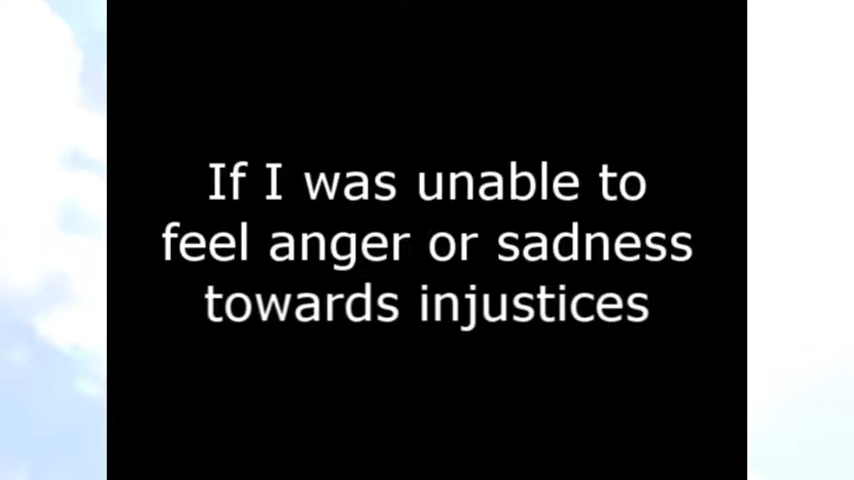 If I was unable to
feel anger or sadness
towards injustices